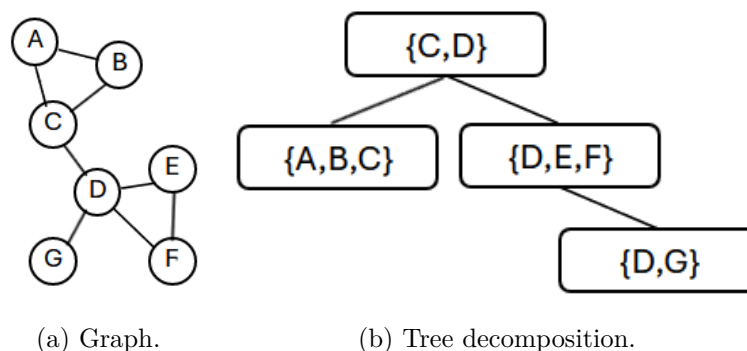 A
B
C
D
E
F
G
{C,D}
{A,B,C}
{D,E,F}
{D,G}
(a) Graph.
(b) Tree decomposition.